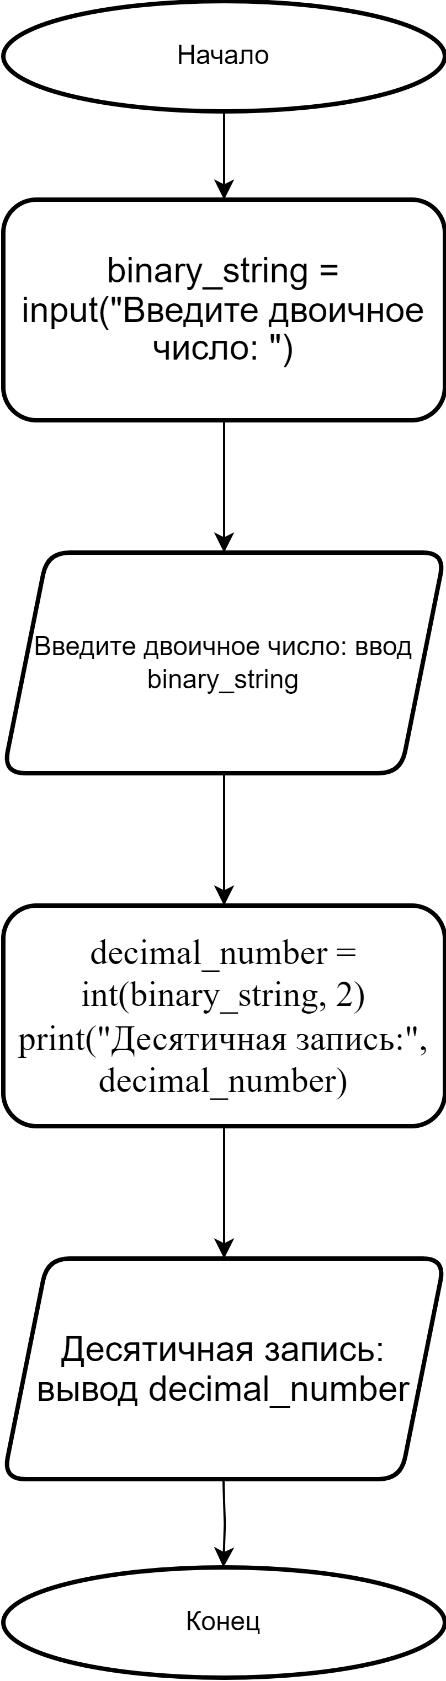 Начало
binary_string =
input("Введите двоичное
число: ")
Введите двоичное число: ввод
binary_string
decimal_number =
int(binary_string, 2)
print("Десятичная запись:",
decimal_number)
Десятичная запись:
вывод decimal_number
Конец